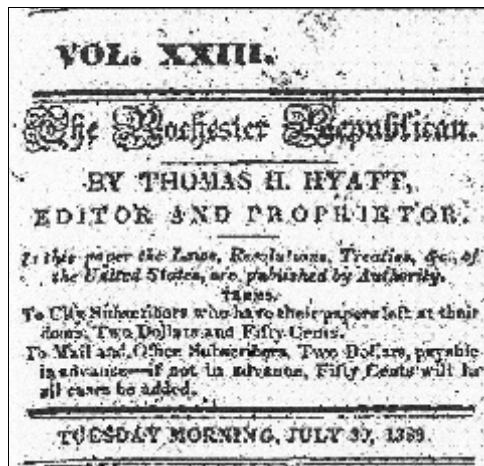 VOL. XXIII.
The Rochester Republican.
BY THOMAS H. HYATT,
EDITOR AND PROPRIETOR.
In this paper the Laws, Resolutions, Treaties, &c., of
the United States, are published by Authority.
TERMS.
To City Subscribers who have their papers left at their
doors, Two Dollars and Fifty Cents.
To Mail and Office Subscribers, Two Dollars, payable
in advance—if not in advance, Fifty Cents will in
all cases be added.
TUESDAY MORNING, JULY 30, 1839